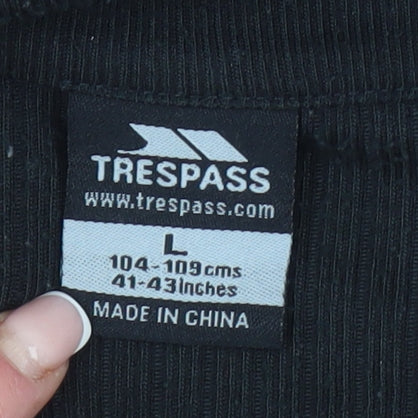 TRESPASS
www.trespass.com
L
104-109cms
41-43Inches
MADE IN CHINA